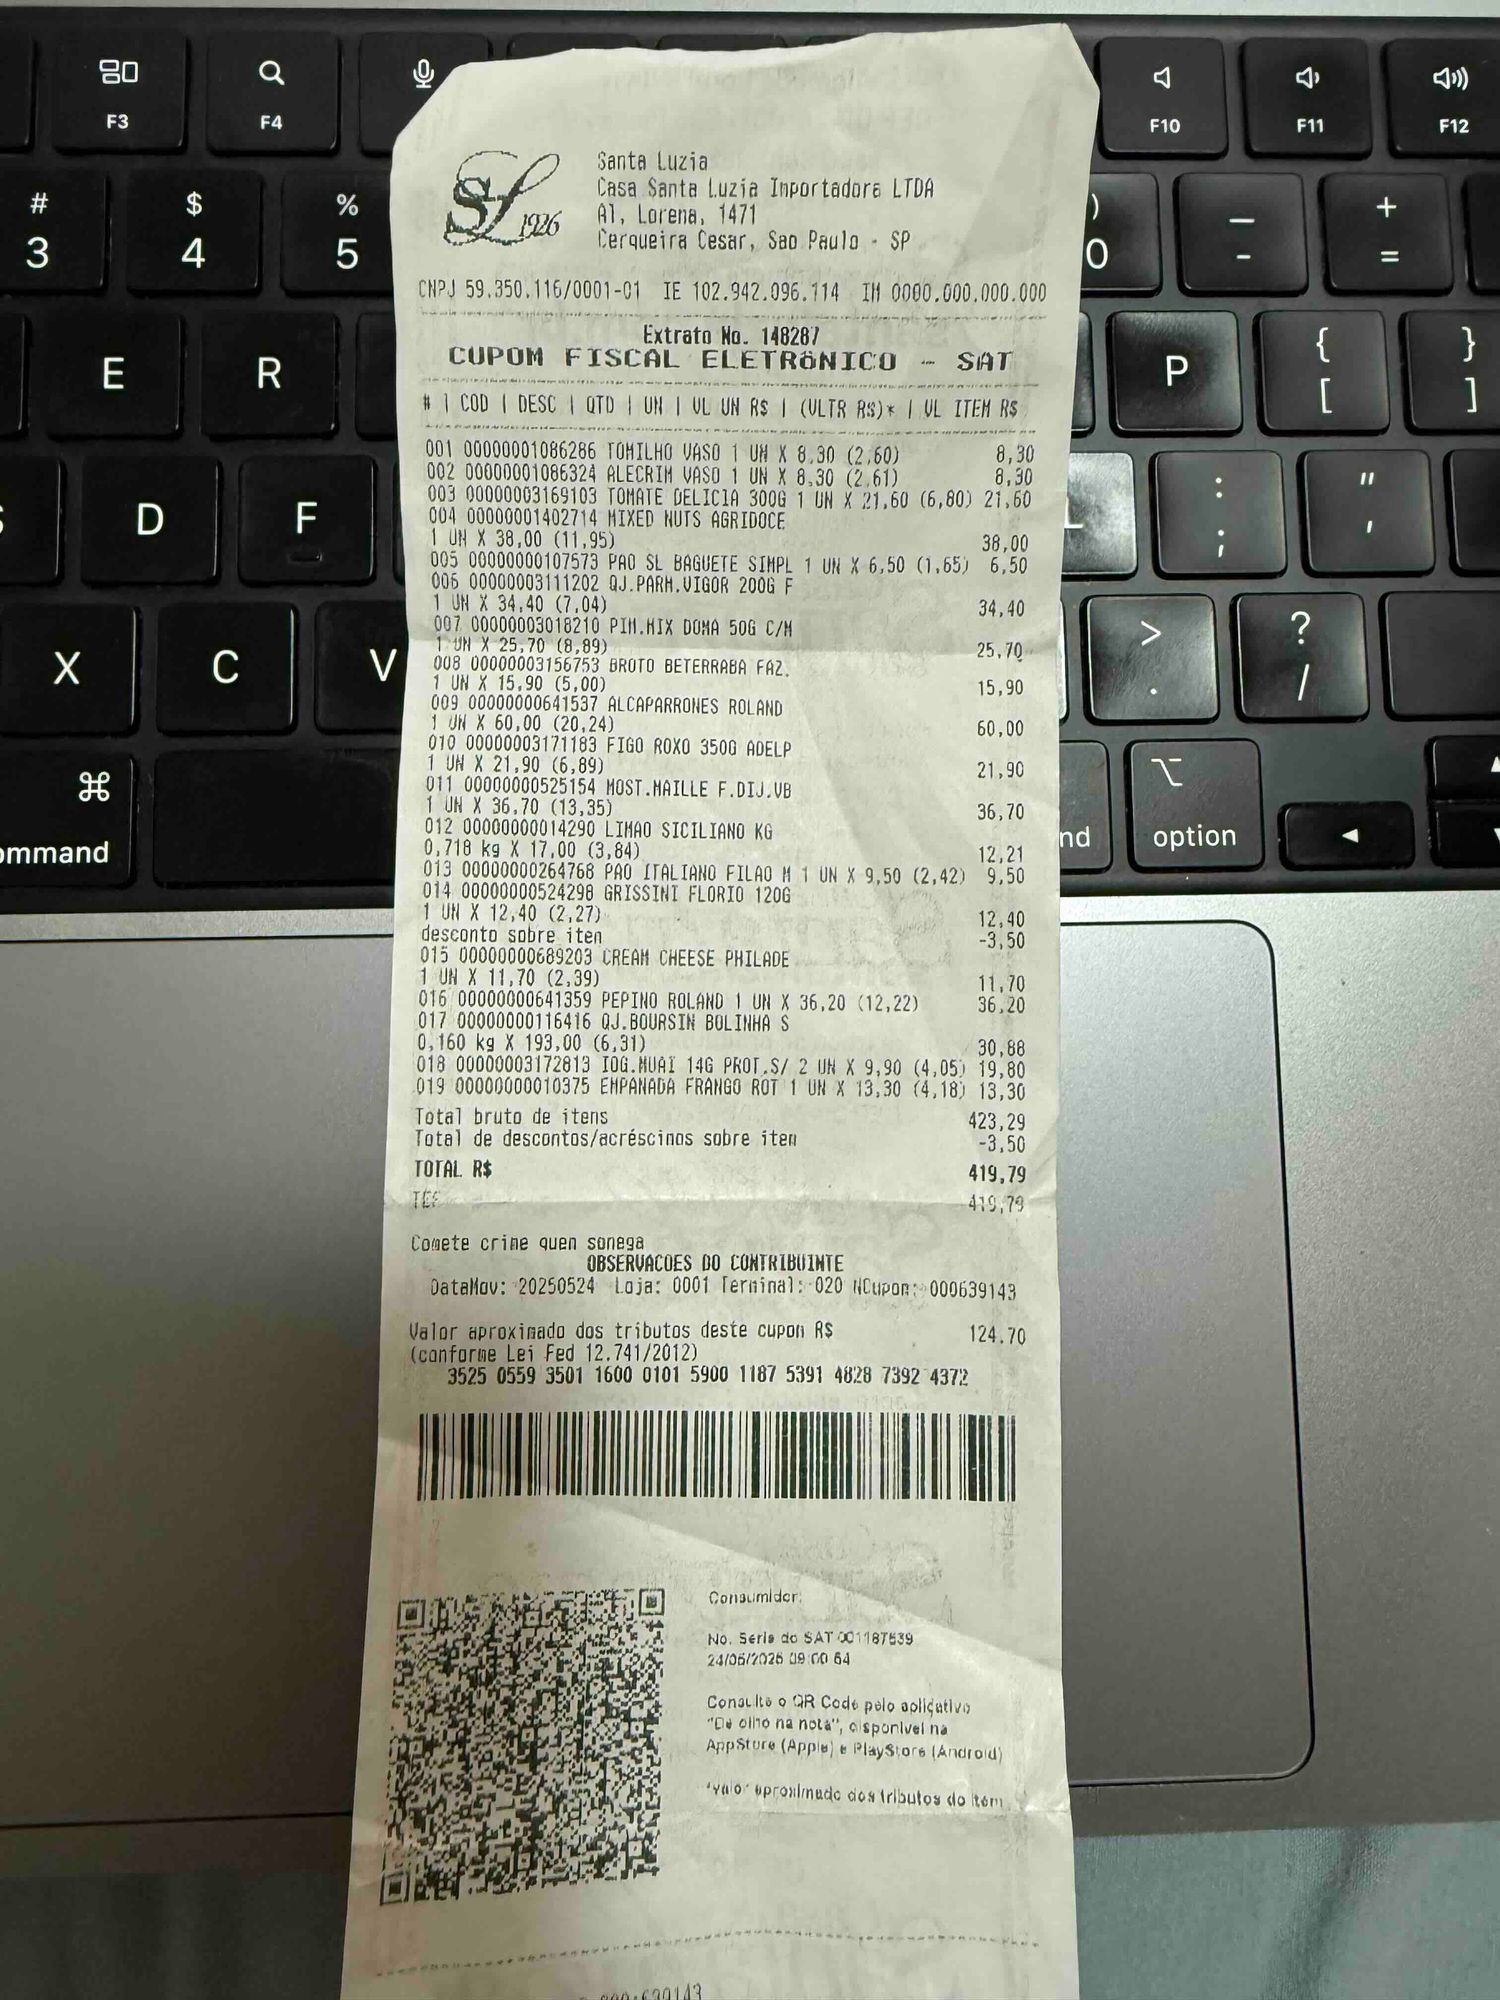 F3
F4
F10
F11
F12
#
3
$
4
%
5
)
0
_
-
+
=
E
R
P
{
[
}
]
S
D
F
L
:
;
"
'
X
C
V
>
.
?
/
⌘
ommand
nd
option
SL 1926
Santa Luzia
Casa Santa Luzia Importadora LTDA
Al, Lorena, 1471
Cerqueira Cesar, Sao Paulo - SP
CNPJ 59.350.116/0001-01 IE 102.942.096.114 IM 0000.000.000.000
Extrato No. 148287
CUPOM FISCAL ELETRôNICO - SAT
# | COD | DESC | QTD | UN | VL UN R$ | (VLTR R$)* | VL ITEM R$
001 00000001086286 TOMILHO VASO 1 UN X 8,30 (2,60) 8,30
002 00000001086324 ALECRIM VASO 1 UN X 8,30 (2,61) 8,30
003 00000003169103 TOMATE DELICIA 300G 1 UN X 21,60 (6,80) 21,60
004 00000001402714 MIXED NUTS AGRIDOCE
1 UN X 38,00 (11,95) 38,00
005 00000000107573 PAO SL BAGUETE SIMPL 1 UN X 6,50 (1,65) 6,50
006 00000003111202 QJ.PARM.VIGOR 200G F
1 UN X 34,40 (7,04) 34,40
007 00000003018210 PIM.MIX DOMA 50G C/M
1 UN X 25,70 (8,89) 25,70
008 00000003156753 BROTO BETERRABA FAZ.
1 UN X 15,90 (5,00) 15,90
009 00000000641537 ALCAPARRONES ROLAND
1 UN X 60,00 (20,24) 60,00
010 00000003171183 FIGO ROXO 350G ADELP
1 UN X 21,90 (6,89) 21,90
011 00000000525154 MOST.MAILLE F.DIJ.VB
1 UN X 36,70 (13,35) 36,70
012 00000000014290 LIMAO SICILIANO KG
0,718 kg X 17,00 (3,84) 12,21
013 00000000264768 PAO ITALIANO FILAO M 1 UN X 9,50 (2,42) 9,50
014 00000000524298 GRISSINI FLORIO 120G
1 UN X 12,40 (2,27) 12,40
desconto sobre item -3,50
015 00000000689203 CREAM CHEESE PHILADE
1 UN X 11,70 (2,39) 11,70
016 00000000641359 PEPINO ROLAND 1 UN X 36,20 (12,22) 36,20
017 00000000116416 QJ.BOURSIN BOLINHA S
0,160 kg X 193,00 (6,31) 30,88
018 00000003172813 IOG.MUAI 14G PROT.S/ 2 UN X 9,90 (4,05) 19,80
019 00000000010375 EMPANADA FRANGO ROT 1 UN X 13,30 (4,18) 13,30
Total bruto de itens 423,29
Total de descontos/acréscimos sobre item -3,50
TOTAL R$ 419,79
TEF 419,79
Comete crime quem sonega
OBSERVACOES DO CONTRIBUINTE
DataMov: 20250524 Loja: 0001 Terminal: 020 NCupom: 000639143
Valor aproximado dos tributos deste cupom R$ 124.70
(conforme Lei Fed 12.741/2012)
3525 0559 3501 1600 0101 5900 1187 5391 4828 7392 4372
Consumidor:
No. Serie do SAT 001187539
24/05/2025
Consulte o QR Code pelo aplicativo
"De olho na nota", disponível na
AppStore (Apple) e PlayStore (Android)
*Valor aproximado dos tributos do item